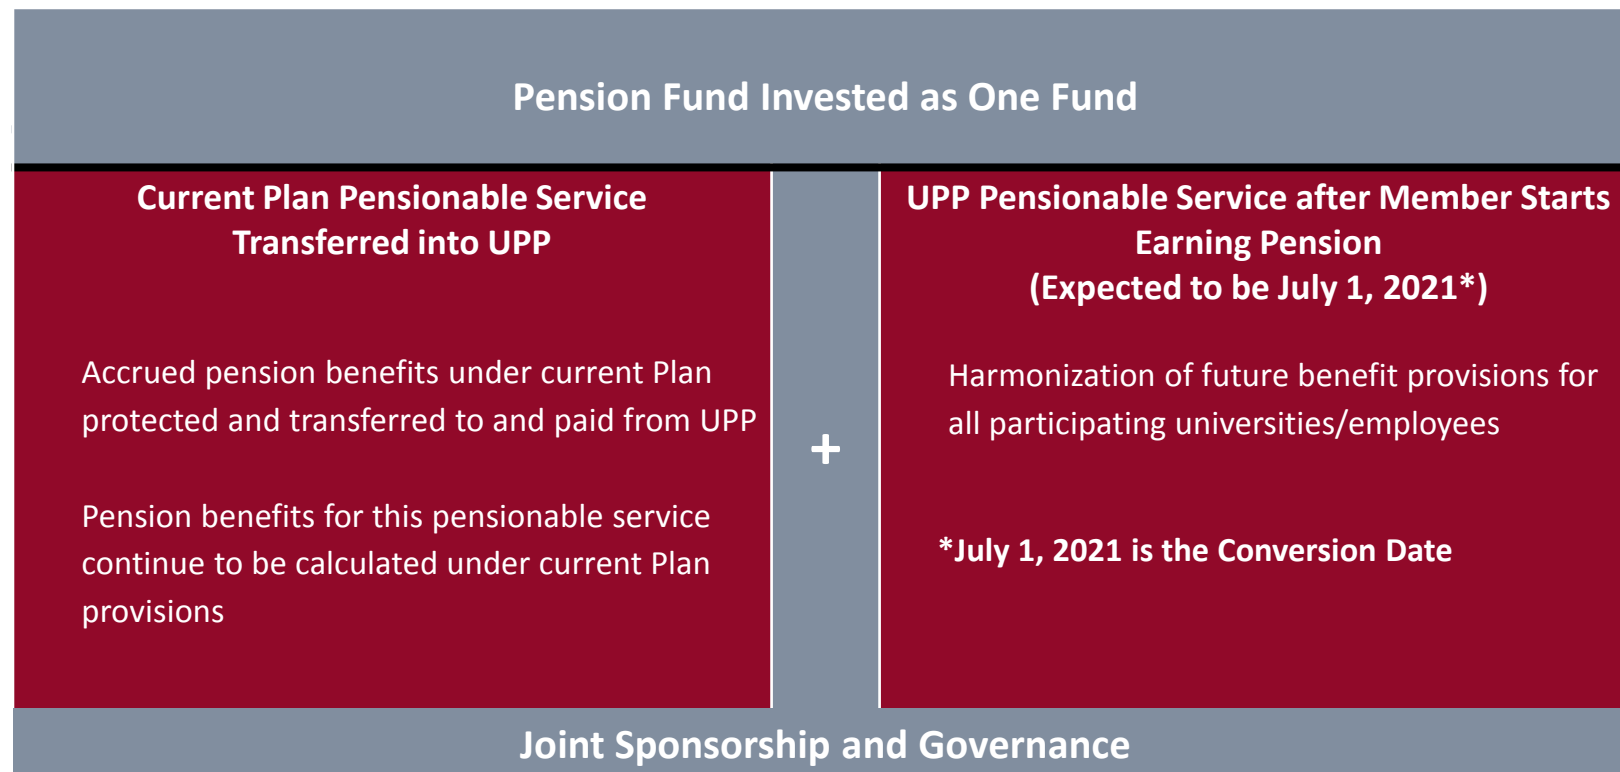 Pension Fund Invested as One Fund
Current Plan Pensionable Service
Transferred into UPP
Accrued pension benefits under current Plan
protected and transferred to and paid from UPP
Pension benefits for this pensionable service
continue to be calculated under current Plan
provisions
+
UPP Pensionable Service after Member Starts
Earning Pension
(Expected to be July 1, 2021*)
Harmonization of future benefit provisions for
all participating universities/employees
*July 1, 2021 is the Conversion Date
Joint Sponsorship and Governance